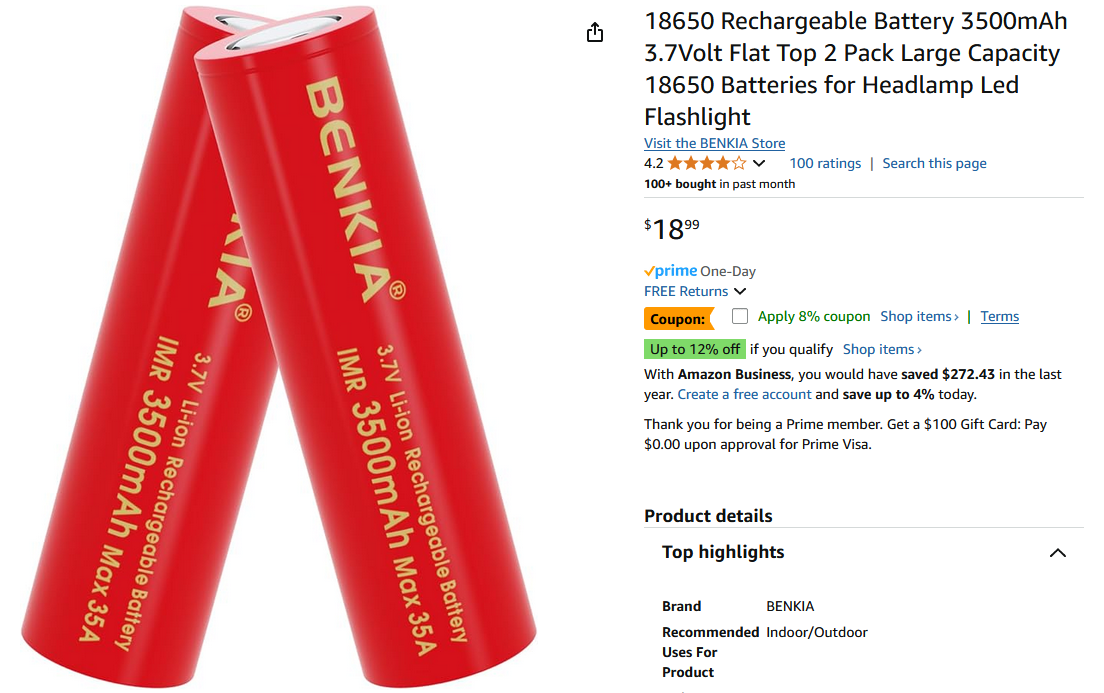 BENKIA®
3.7V Li-ion Rechargeable Battery
IMR 3500mAh Max 35A
KIA®
3.7V Li-ion Rechargeable Battery
IMR 3500mAh Max 35A
18650 Rechargeable Battery 3500mAh
3.7Volt Flat Top 2 Pack Large Capacity
18650 Batteries for Headlamp Led
Flashlight
Visit the BENKIA Store
4.2 100 ratings | Search this page
100+ bought in past month
$18 99
prime One-Day
FREE Returns
Coupon: Apply 8% coupon Shop items› | Terms
Up to 12% off if you qualify Shop items›
With Amazon Business, you would have saved $272.43 in the last
year. Create a free account and save up to 4% today.
Thank you for being a Prime member. Get a $100 Gift Card: Pay
$0.00 upon approval for Prime Visa.
Product details
Top highlights
Brand BENKIA
Recommended Indoor/Outdoor
Uses For
Product